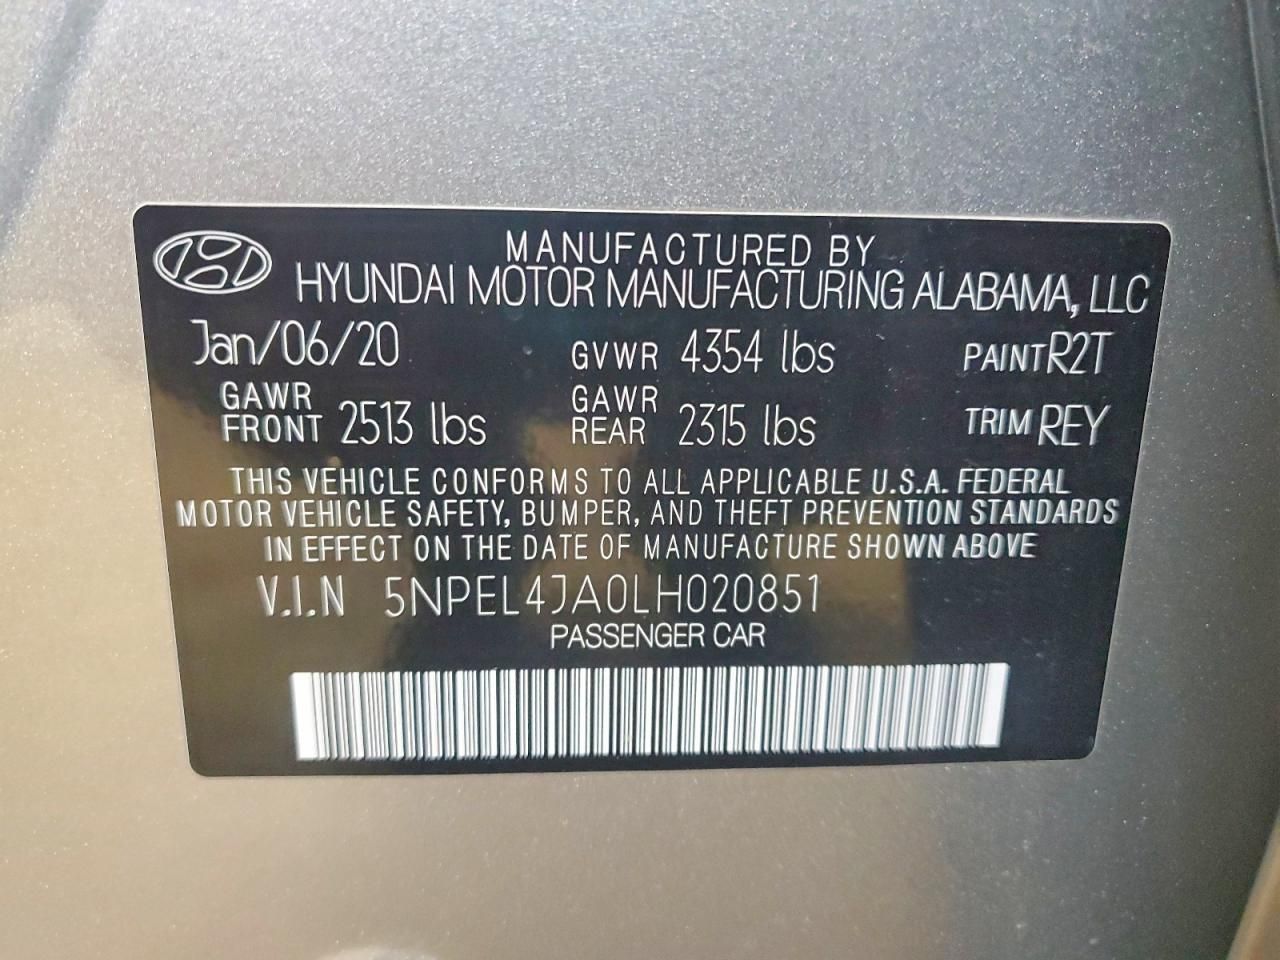 MANUFACTURED BY
HYUNDAI MOTOR MANUFACTURING ALABAMA, LLC
Jan/06/20 GVWR 4354 lbs PAINT R2T
GAWR FRONT 2513 lbs GAWR REAR 2315 lbs TRIM REY
THIS VEHICLE CONFORMS TO ALL APPLICABLE U.S.A. FEDERAL
MOTOR VEHICLE SAFETY, BUMPER, AND THEFT PREVENTION STANDARDS
IN EFFECT ON THE DATE OF MANUFACTURE SHOWN ABOVE
V.I.N 5NPEL4JA0LH020851
PASSENGER CAR